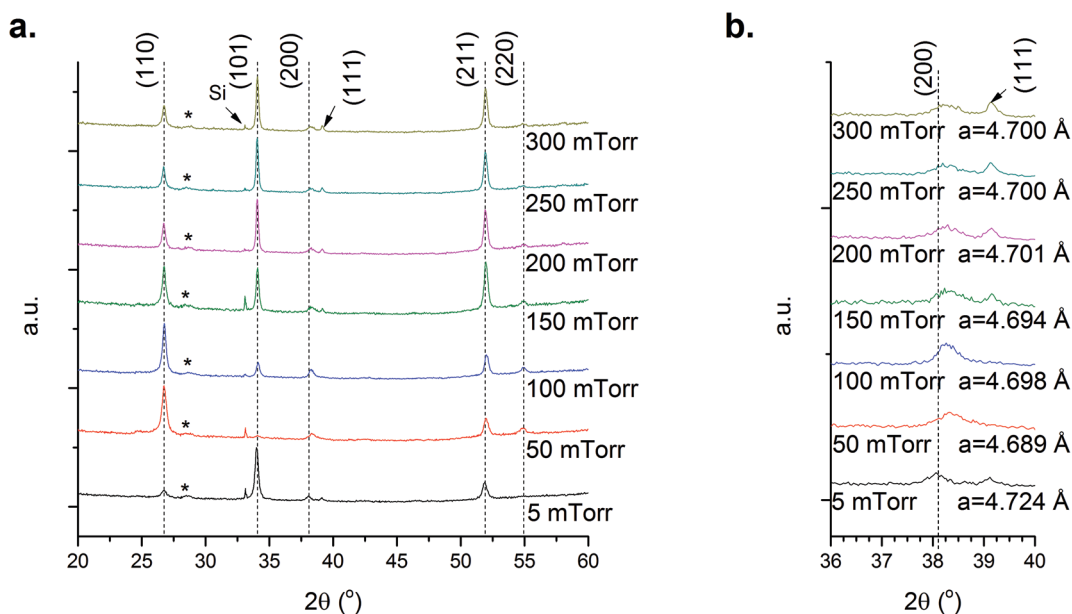 a.
(110)
(101)
(200)
(111)
(211)
(220)
Si
*
300 mTorr
*
250 mTorr
*
200 mTorr
*
150 mTorr
*
100 mTorr
*
50 mTorr
*
5 mTorr
a.u.
20 25 30 35 40 45 50 55 60
2θ (°)
b.
(200)
(111)
300 mTorr a=4.700 Å
250 mTorr a=4.700 Å
200 mTorr a=4.701 Å
150 mTorr a=4.694 Å
100 mTorr a=4.698 Å
50 mTorr a=4.689 Å
5 mTorr a=4.724 Å
a.u.
36 37 38 39 40
2θ (°)